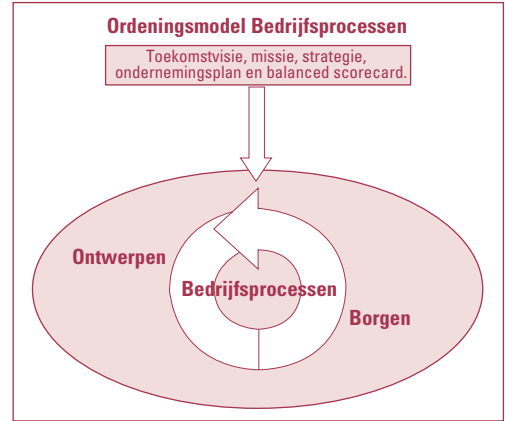 Ordeningsmodel Bedrijfsprocessen
Toekomstvisie, missie, strategie,
ondernemingsplan en balanced scorecard.
Ontwerpen
Bedrijfsprocessen
Borgen